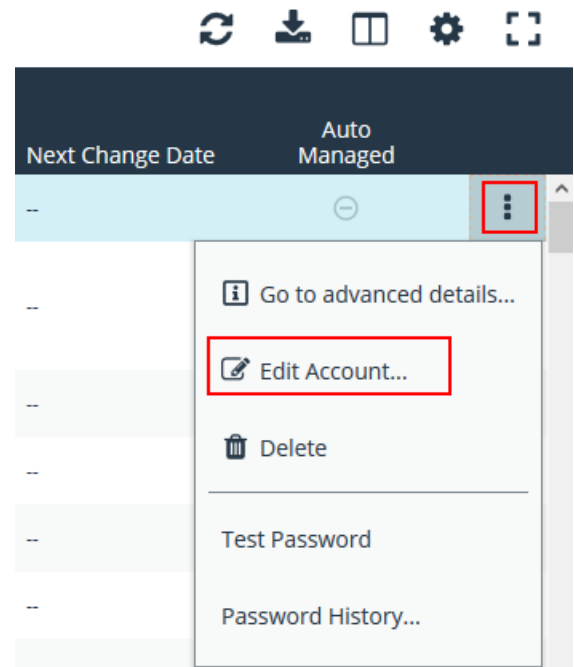 Auto
Next Change Date Managed
--
Go to advanced details...
--
Edit Account...
--
Delete
--
Test Password
--
Password History...
--